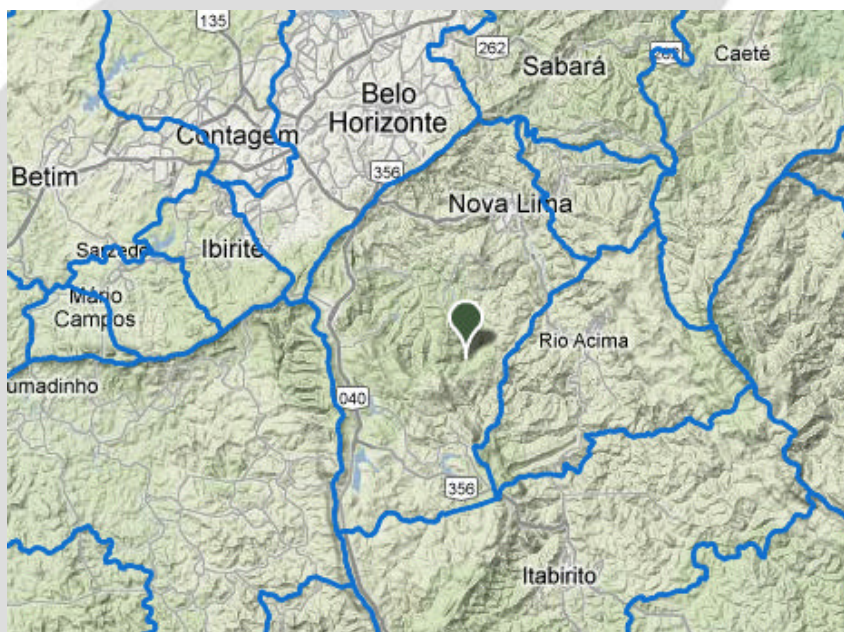 135
262
262
Caeté
Sabará
Belo
Horizonte
Contagem
356
Betim
Nova Lima
Sarzedo
Ibirité
Mário
Campos
Rio Acima
umadinho
040
356
Itabirito